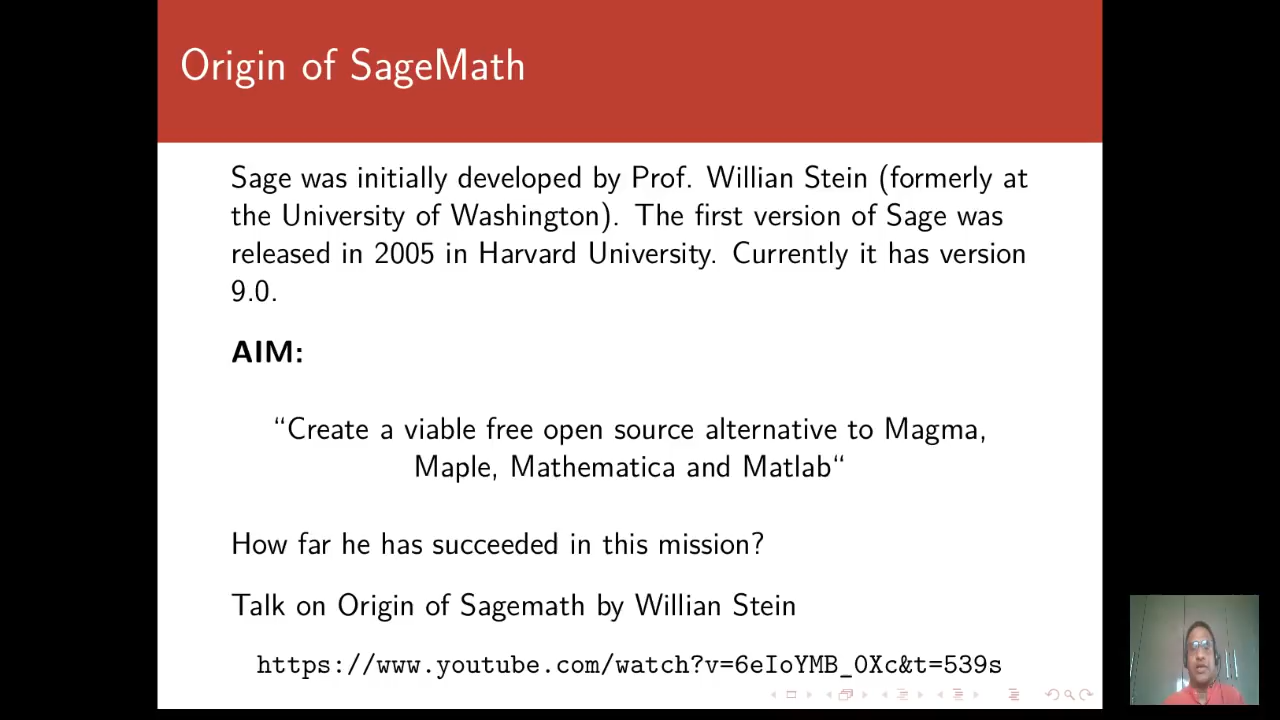 Origin of SageMath
Sage was initially developed by Prof. Willian Stein (formerly at
the University of Washington). The first version of Sage was
released in 2005 in Harvard University. Currently it has version
9.0.
AIM:
“Create a viable free open source alternative to Magma,
Maple, Mathematica and Matlab“
How far he has succeeded in this mission?
Talk on Origin of Sagemath by Willian Stein
https://www.youtube.com/watch?v=6eIoYMB_0Xc&t=539s